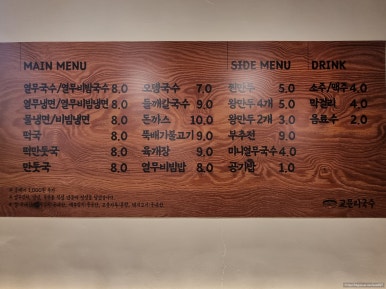 MAIN MENU
열무국수/열무비빔국수 8.0
열무냉면/열무비빔냉면 8.0
물냉면/비빔냉면 8.0
막국 8.0
떡만둣국 8.0
만둣국 8.0
오밥국수 7.0
들깨칼국수 9.0
돈까스 10.0
뚝배기불고기 9.0
육개장 9.0
열무비빔밥 8.0
SIDE MENU
찐만두 5.0
왕만두 4개 5.0
왕만두 2개 3.0
부추전 9.0
미니열무국수 4.0
공기밥 1.0
DRINK
소주/맥주 4.0
막걸리 4.0
음료수 2.0